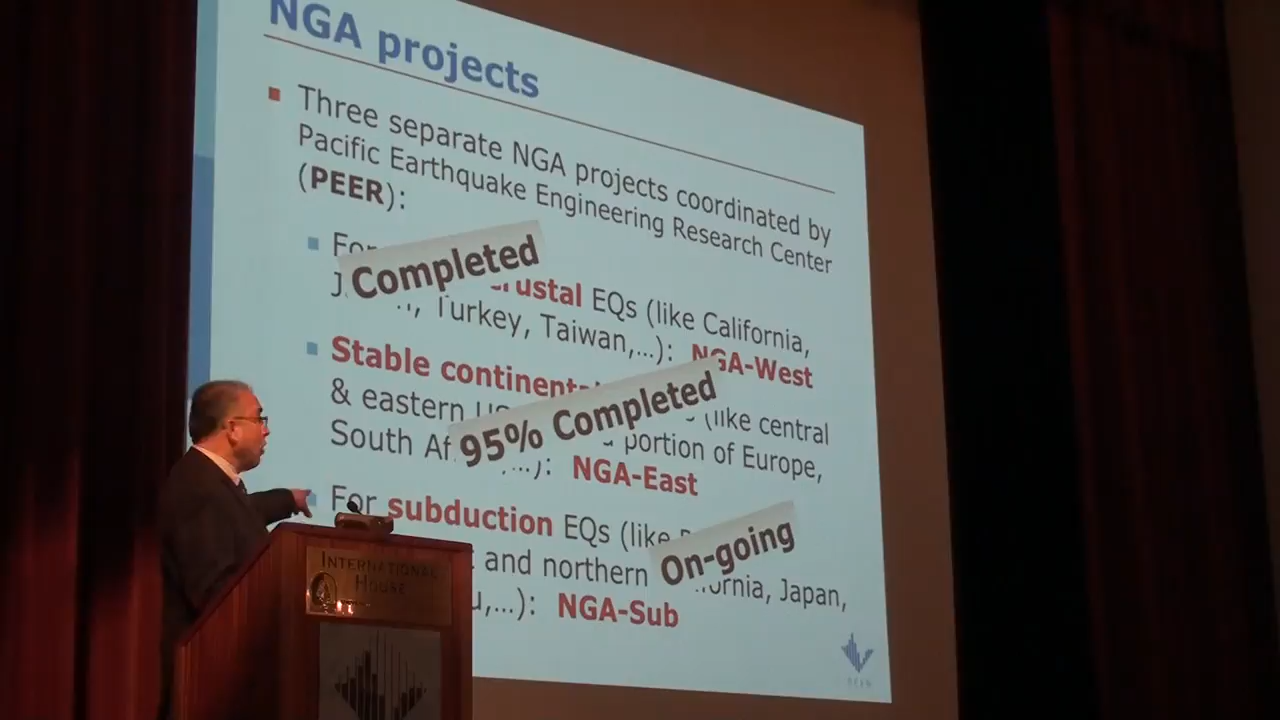 NGA projects
Three separate NGA projects coordinated by
Pacific Earthquake Engineering Research Center
(PEER):
For
Completed
EQs (like California,
Turkey, Taiwan,...): NGA-West
Stable
& eastern (like central
95% Completed
South portion of Europe,
NGA-East
For subduction EQs (like
On-going
and northern Japan,
NGA-Sub
INTERNATIONAL
HOUSE